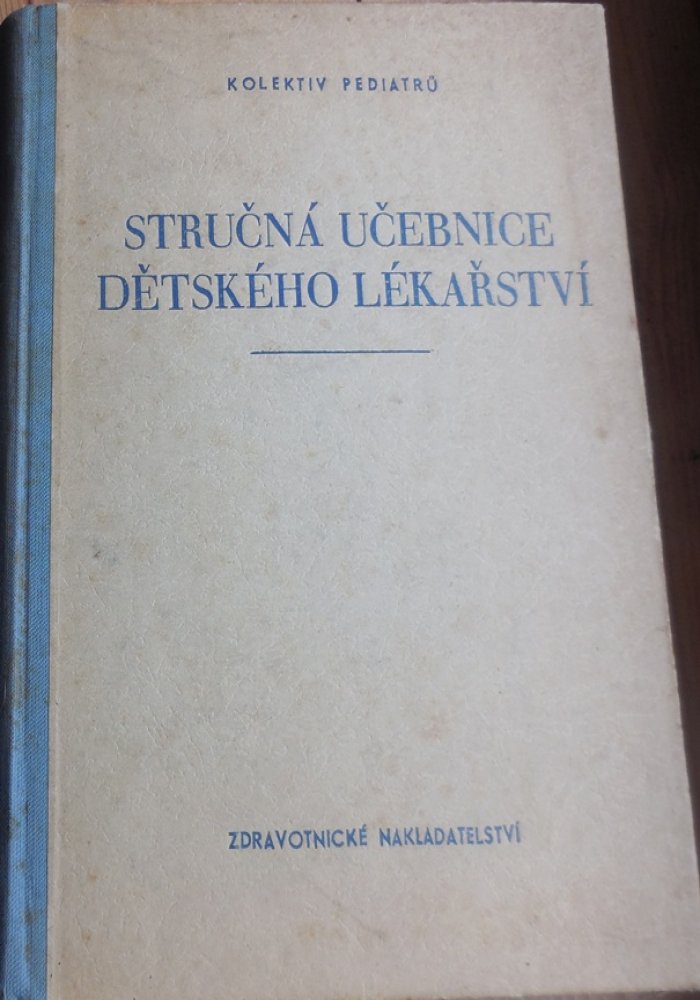 KOLEKTIV PEDIATRŮ
STRUČNÁ UČEBNICE
DĚTSKÉHO LÉKAŘSTVÍ
ZDRAVOTNICKÉ NAKLADATELSTVÍ